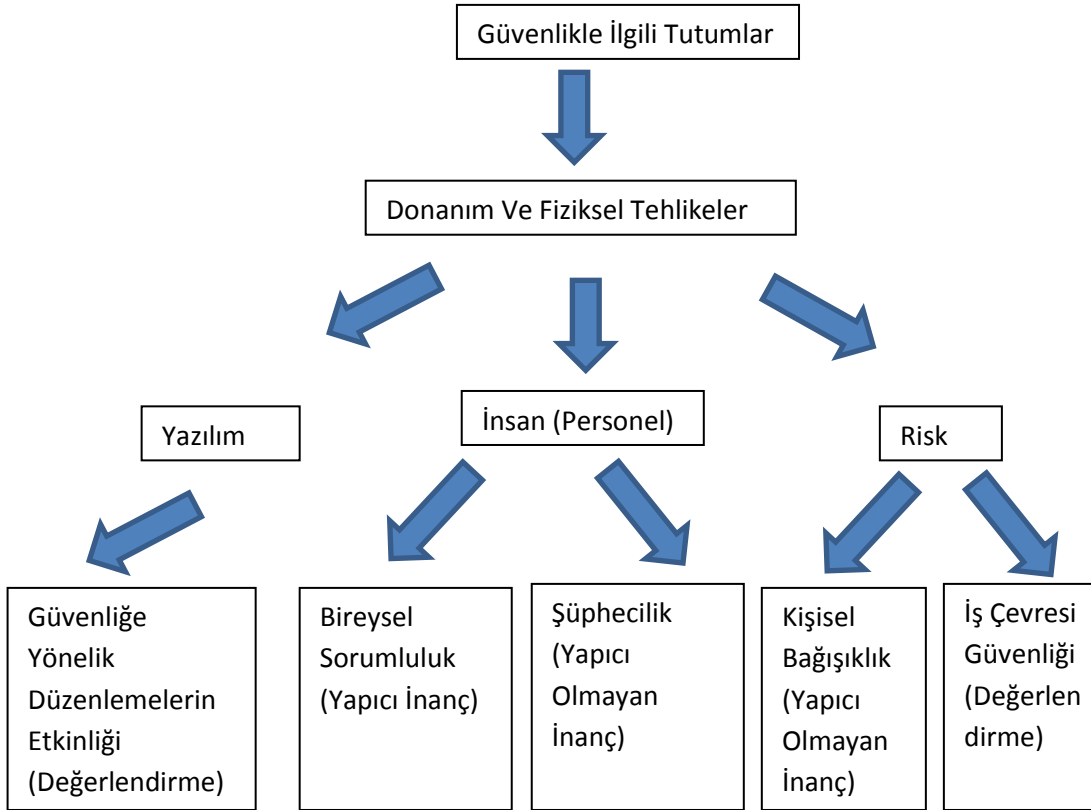 Güvenlikle İlgili Tutumlar
Donanım Ve Fiziksel Tehlikeler
Yazılım
İnsan (Personel)
Risk
Güvenliğe
Yönelik
Düzenlemelerin
Etkinliği
(Değerlendirme)
Bireysel
Sorumluluk
(Yapıcı İnanç)
Şüphecilik
(Yapıcı
Olmayan
İnanç)
Kişisel
Bağışıklık
(Yapıcı
Olmayan
İnanç)
İş Çevresi
Güvenliği
(Değerlen
dirme)